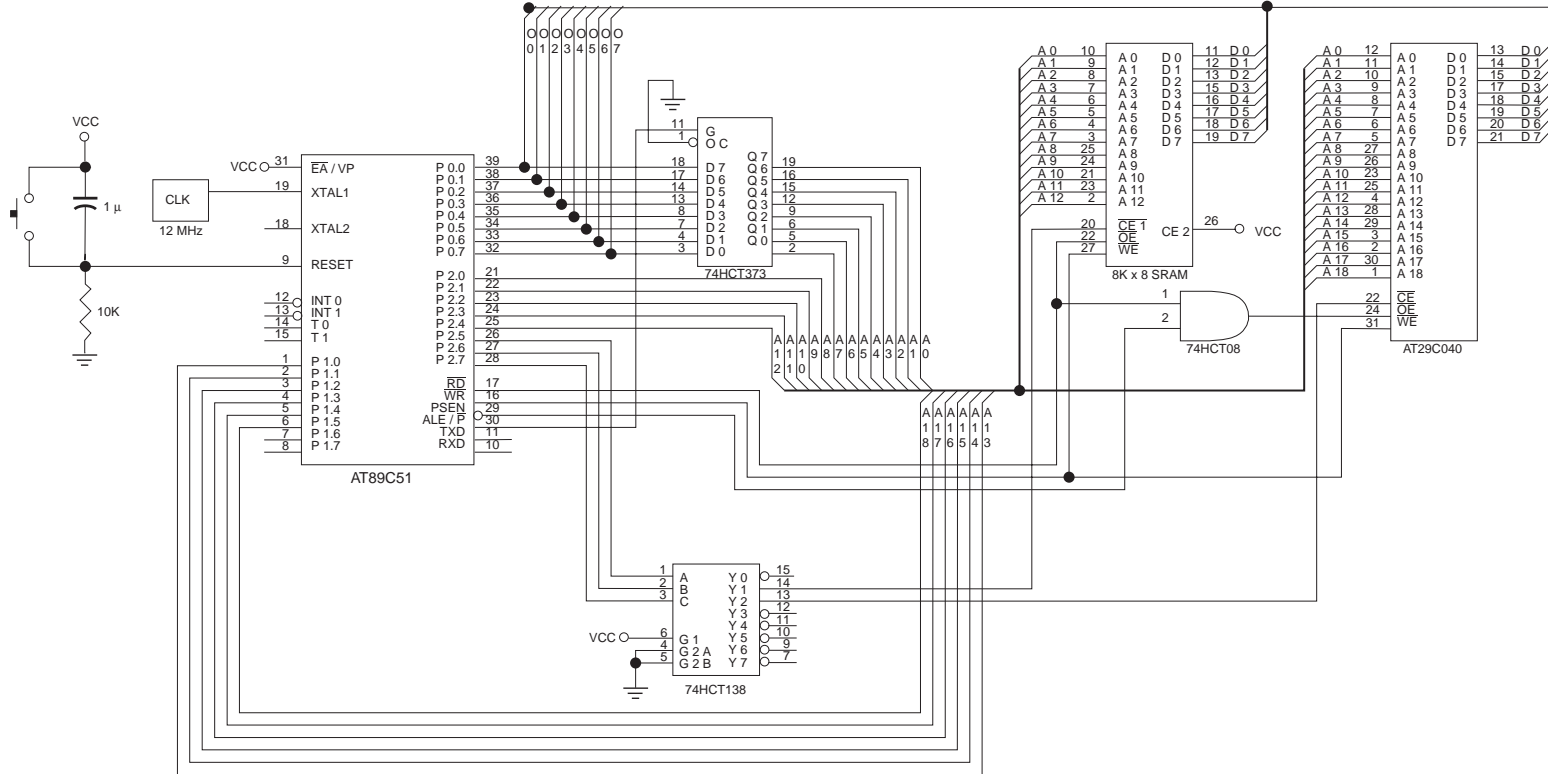 O 0
O 1
O 2
O 3
O 4
O 5
O 6
O 7
VCC
1 µ
10K
CLK
12 MHz
VCC 31 EA / VP
19 XTAL1
18 XTAL2
9 RESET
12 INT 0
13 INT 1
14 T 0
15 T 1
1 P 1.0
2 P 1.1
3 P 1.2
4 P 1.3
5 P 1.4
6 P 1.5
7 P 1.6
8 P 1.7
P 0.0 39
P 0.1 38
P 0.2 37
P 0.3 36
P 0.4 35
P 0.5 34
P 0.6 33
P 0.7 32
P 2.0 21
P 2.1 22
P 2.2 23
P 2.3 24
P 2.4 25
P 2.5 26
P 2.6 27
P 2.7 28
RD 17
WR 16
PSEN 29
ALE / P 30
TXD 11
RXD 10
AT89C51
11 G
1 O C
18 D 7
17 D 6
14 D 5
13 D 4
8 D 3
7 D 2
4 D 1
3 D 0
Q 7 19
Q 6 16
Q 5 15
Q 4 12
Q 3 9
Q 2 6
Q 1 5
Q 0 2
74HCT373
A 12
A 11
A 10
A 9
A 8
A 7
A 6
A 5
A 4
A 3
A 2
A 1
A 0
A 18
A 17
A 16
A 15
A 14
A 13
A 0 10 A 0
A 1 9 A 1
A 2 8 A 2
A 3 7 A 3
A 4 6 A 4
A 5 5 A 5
A 6 4 A 6
A 7 3 A 7
A 8 25 A 8
A 9 24 A 9
A 10 21 A 10
A 11 23 A 11
A 12 2 A 12
20 CE 1
22 OE
27 WE
D 0 11 D 0
D 1 12 D 1
D 2 13 D 2
D 3 15 D 3
D 4 16 D 4
D 5 17 D 5
D 6 18 D 6
D 7 19 D 7
CE 2 26 VCC
8K x 8 SRAM
1
2
74HCT08
A 0 12 A 0
A 1 11 A 1
A 2 10 A 2
A 3 9 A 3
A 4 8 A 4
A 5 7 A 5
A 6 6 A 6
A 7 5 A 7
A 8 27 A 8
A 9 26 A 9
A 10 23 A 10
A 11 25 A 11
A 12 4 A 12
A 13 28 A 13
A 14 29 A 14
A 15 3 A 15
A 16 2 A 16
A 17 30 A 17
A 18 1 A 18
22 CE
24 OE
31 WE
D 0 13 D 0
D 1 14 D 1
D 2 15 D 2
D 3 17 D 3
D 4 18 D 4
D 5 19 D 5
D 6 20 D 6
D 7 21 D 7
AT29C040
1 A
2 B
3 C
VCC 6 G 1
4 G 2 A
5 G 2 B
Y 0 15
Y 1 14
Y 2 13
Y 3 12
Y 4 11
Y 5 10
Y 6 9
Y 7 7
74HCT138